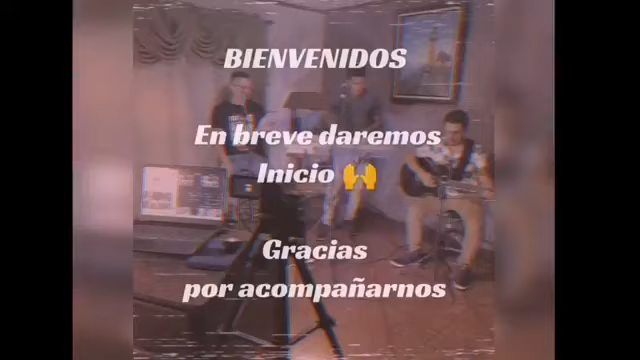 BIENVENIDOS
En breve daremos
Inicio 🙌
Gracias
por acompañarnos